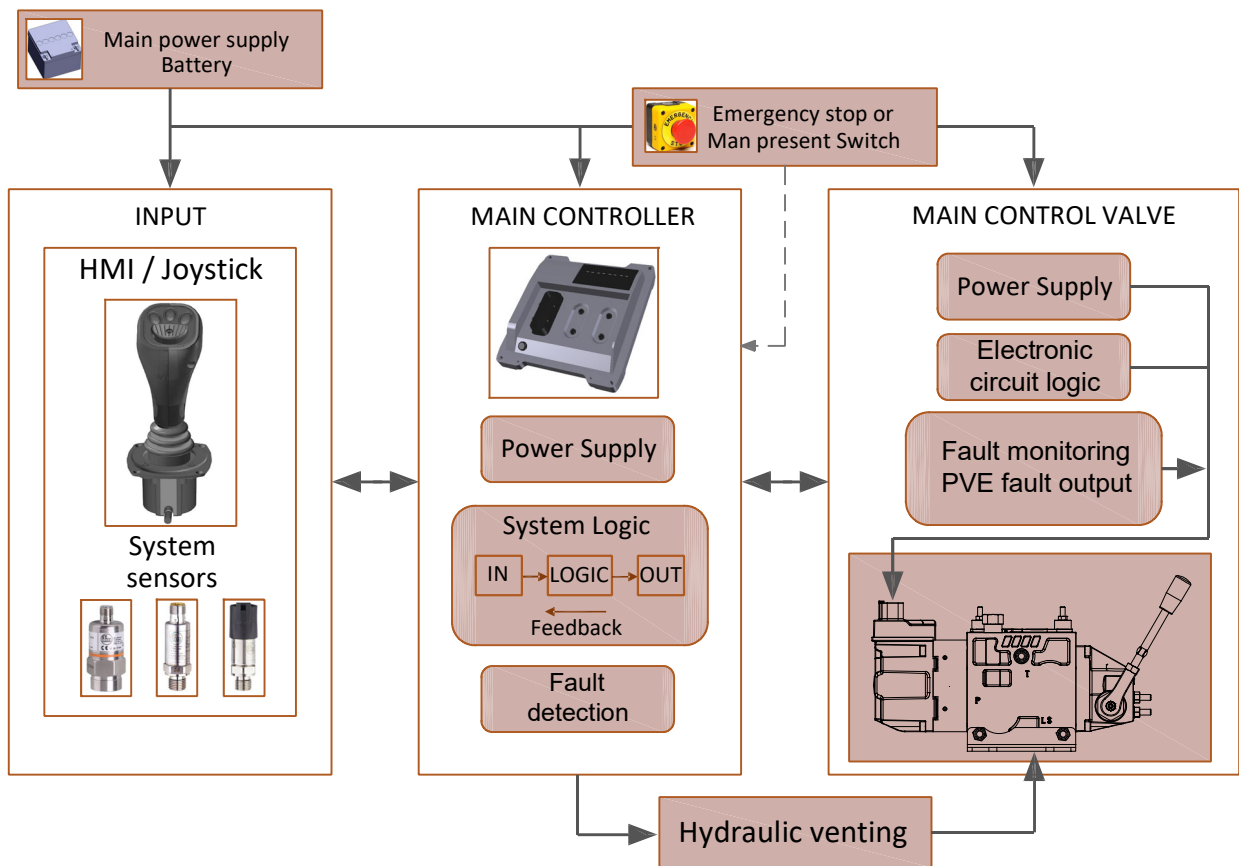 Main power supply
Battery
Emergency stop or
Man present Switch
EMERGENCY
INPUT
HMI / Joystick
System
sensors
MAIN CONTROLLER
Power Supply
System Logic
IN
LOGIC
OUT
Feedback
Fault
detection
MAIN CONTROL VALVE
Power Supply
Electronic
circuit logic
Fault monitoring
PVE fault output
P
T
LS
Hydraulic venting